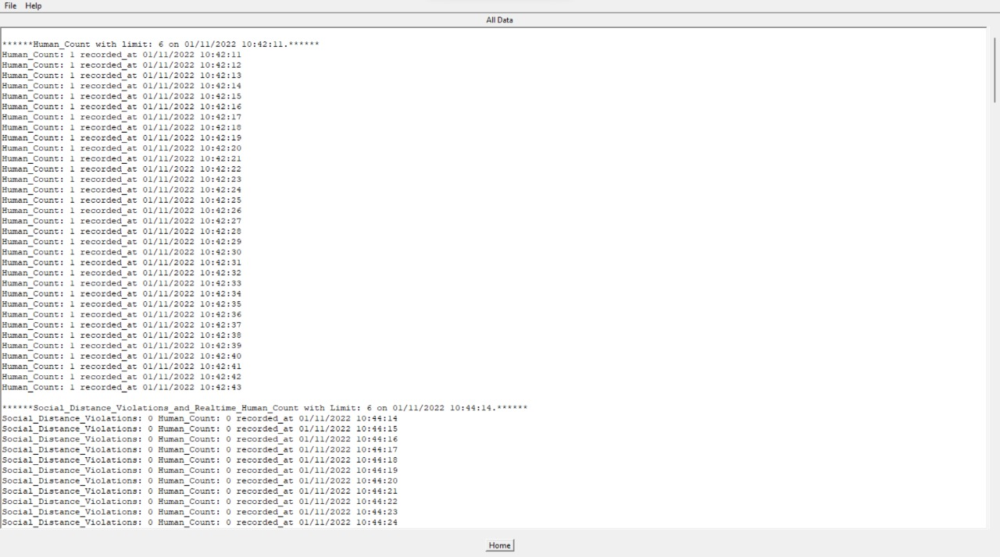 File Help
All Data
******Human_Count with limit: 6 on 01/11/2022 10:42:11.******
Human_Count: 1 recorded_at 01/11/2022 10:42:11
Human_Count: 1 recorded_at 01/11/2022 10:42:12
Human_Count: 1 recorded_at 01/11/2022 10:42:13
Human_Count: 1 recorded_at 01/11/2022 10:42:14
Human_Count: 1 recorded_at 01/11/2022 10:42:15
Human_Count: 1 recorded_at 01/11/2022 10:42:16
Human_Count: 1 recorded_at 01/11/2022 10:42:17
Human_Count: 1 recorded_at 01/11/2022 10:42:18
Human_Count: 1 recorded_at 01/11/2022 10:42:19
Human_Count: 1 recorded_at 01/11/2022 10:42:20
Human_Count: 1 recorded_at 01/11/2022 10:42:21
Human_Count: 1 recorded_at 01/11/2022 10:42:22
Human_Count: 1 recorded_at 01/11/2022 10:42:23
Human_Count: 1 recorded_at 01/11/2022 10:42:24
Human_Count: 1 recorded_at 01/11/2022 10:42:25
Human_Count: 1 recorded_at 01/11/2022 10:42:26
Human_Count: 1 recorded_at 01/11/2022 10:42:27
Human_Count: 1 recorded_at 01/11/2022 10:42:28
Human_Count: 1 recorded_at 01/11/2022 10:42:29
Human_Count: 1 recorded_at 01/11/2022 10:42:30
Human_Count: 1 recorded_at 01/11/2022 10:42:31
Human_Count: 1 recorded_at 01/11/2022 10:42:32
Human_Count: 1 recorded_at 01/11/2022 10:42:33
Human_Count: 1 recorded_at 01/11/2022 10:42:34
Human_Count: 1 recorded_at 01/11/2022 10:42:35
Human_Count: 1 recorded_at 01/11/2022 10:42:36
Human_Count: 1 recorded_at 01/11/2022 10:42:37
Human_Count: 1 recorded_at 01/11/2022 10:42:38
Human_Count: 1 recorded_at 01/11/2022 10:42:39
Human_Count: 1 recorded_at 01/11/2022 10:42:40
Human_Count: 1 recorded_at 01/11/2022 10:42:41
Human_Count: 1 recorded_at 01/11/2022 10:42:42
Human_Count: 1 recorded_at 01/11/2022 10:42:43
******Social_Distance_Violations_and_Realtime_Human_Count with Limit: 6 on 01/11/2022 10:44:14.******
Social_Distance_Violations: 0 Human_Count: 0 recorded_at 01/11/2022 10:44:14
Social_Distance_Violations: 0 Human_Count: 0 recorded_at 01/11/2022 10:44:15
Social_Distance_Violations: 0 Human_Count: 0 recorded_at 01/11/2022 10:44:16
Social_Distance_Violations: 0 Human_Count: 0 recorded_at 01/11/2022 10:44:17
Social_Distance_Violations: 0 Human_Count: 0 recorded_at 01/11/2022 10:44:18
Social_Distance_Violations: 0 Human_Count: 0 recorded_at 01/11/2022 10:44:19
Social_Distance_Violations: 0 Human_Count: 0 recorded_at 01/11/2022 10:44:20
Social_Distance_Violations: 0 Human_Count: 0 recorded_at 01/11/2022 10:44:21
Social_Distance_Violations: 0 Human_Count: 0 recorded_at 01/11/2022 10:44:22
Social_Distance_Violations: 0 Human_Count: 0 recorded_at 01/11/2022 10:44:23
Social_Distance_Violations: 0 Human_Count: 0 recorded_at 01/11/2022 10:44:24
Home